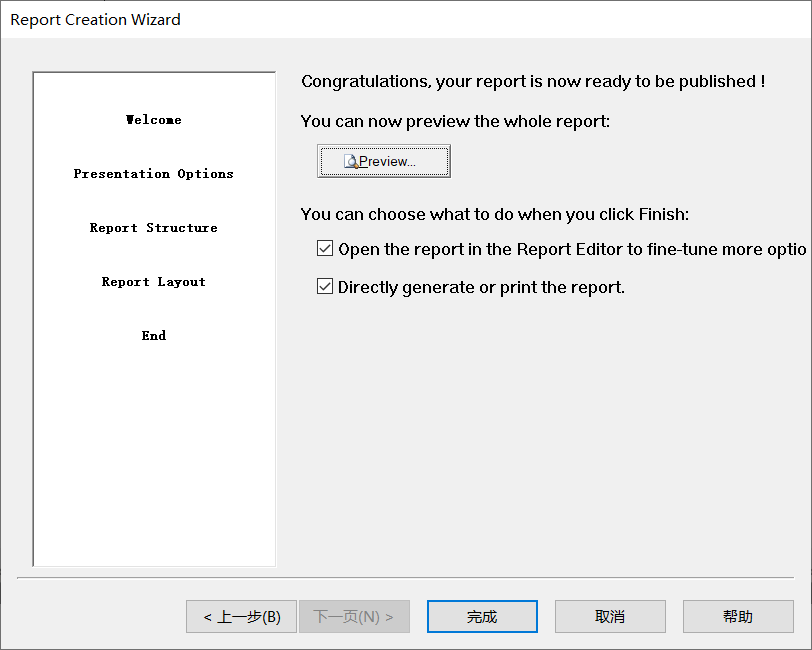 Report Creation Wizard
Welcome
Presentation Options
Report Structure
Report Layout
End
Congratulations, your report is now ready to be published !
You can now preview the whole report:
Preview...
You can choose what to do when you click Finish:
Open the report in the Report Editor to fine-tune more optio
Directly generate or print the report.
< 上一步(B)
下一页(N) >
完成
取消
帮助